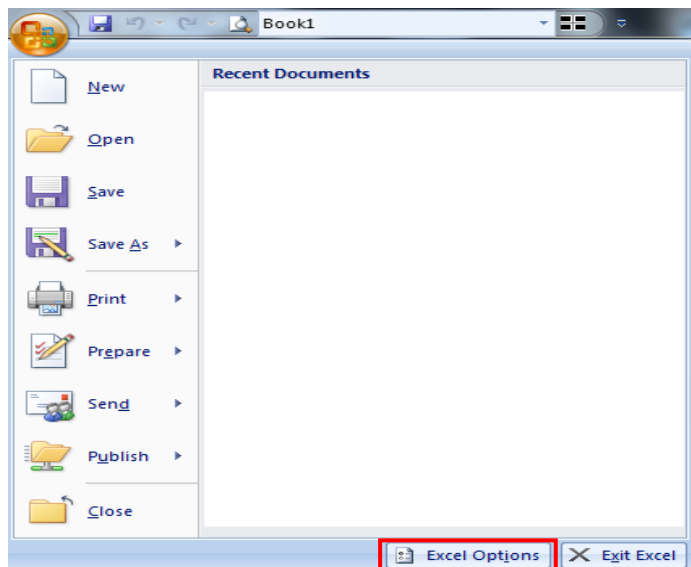 Book1
Recent Documents
New
Open
Save
Save As
Print
Prepare
Send
Publish
Close
Excel Options
Exit Excel